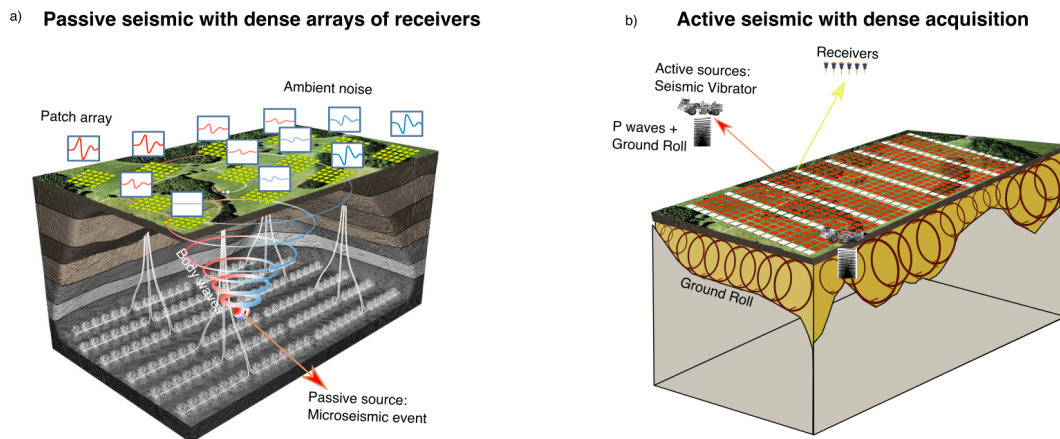 a)
Passive seismic with dense arrays of receivers
Ambient noise
Patch array
Body waves
Passive source:
Microseismic event
b)
Active seismic with dense acquisition
Receivers
Active sources:
Seismic Vibrator
P waves +
Ground Roll
Ground Roll